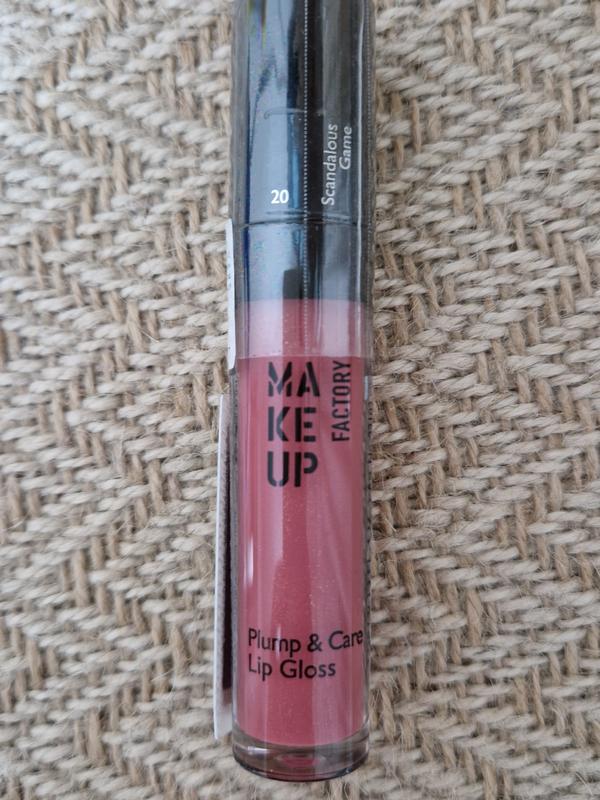 20
Scandalous
Game
MA
KE
UP
FACTORY
Plump & Care
Lip Gloss